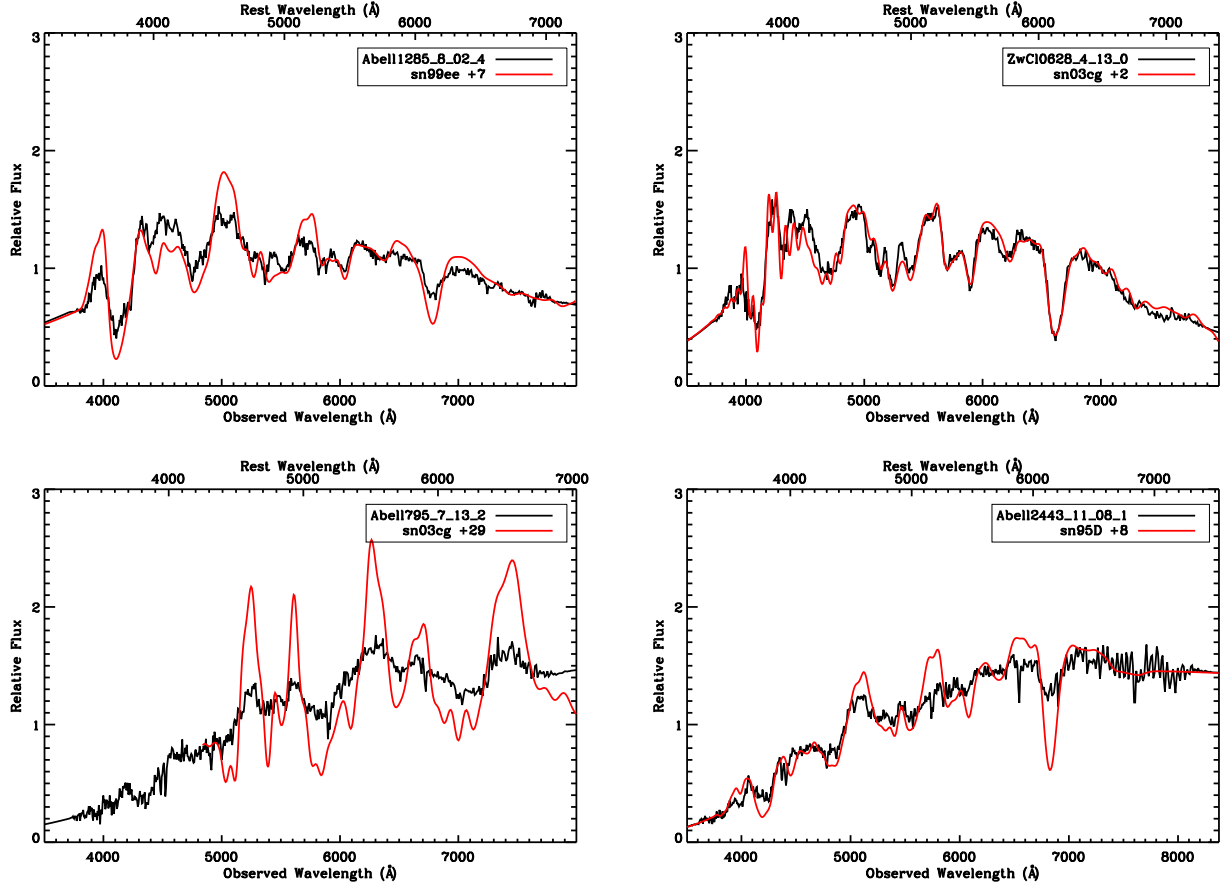 Rest Wavelength (Å)
4000 5000 6000 7000
3
2
1
0
Relative Flux
Abell1285_8_02_4
sn99ee +7
4000 5000 6000 7000
Observed Wavelength (Å)
Rest Wavelength (Å)
4000 5000 6000 7000
3
2
1
0
Relative Flux
ZwCl0628_4_13_0
sn03cg +2
4000 5000 6000 7000
Observed Wavelength (Å)
Rest Wavelength (Å)
4000 5000 6000 7000
3
2
1
0
Relative Flux
Abell795_7_13_2
sn03cg +29
4000 5000 6000 7000
Observed Wavelength (Å)
Rest Wavelength (Å)
4000 5000 6000 7000
3
2
1
0
Relative Flux
Abell2443_11_08_1
sn95D +8
4000 5000 6000 7000 8000
Observed Wavelength (Å)